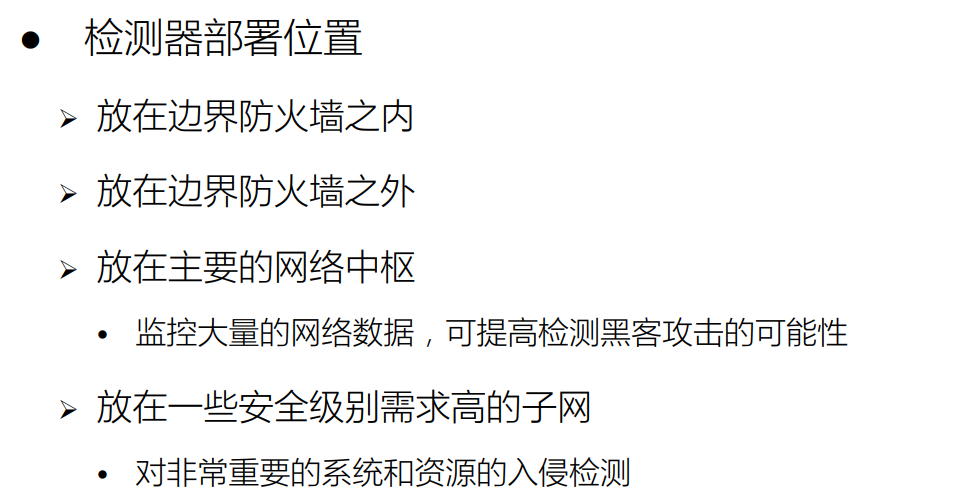 ● 检测器部署位置
➢ 放在边界防火墙之内
➢ 放在边界防火墙之外
➢ 放在主要的网络中枢
• 监控大量的网络数据，可提高检测黑客攻击的可能性
➢ 放在一些安全级别需求高的子网
• 对非常重要的系统和资源的入侵检测